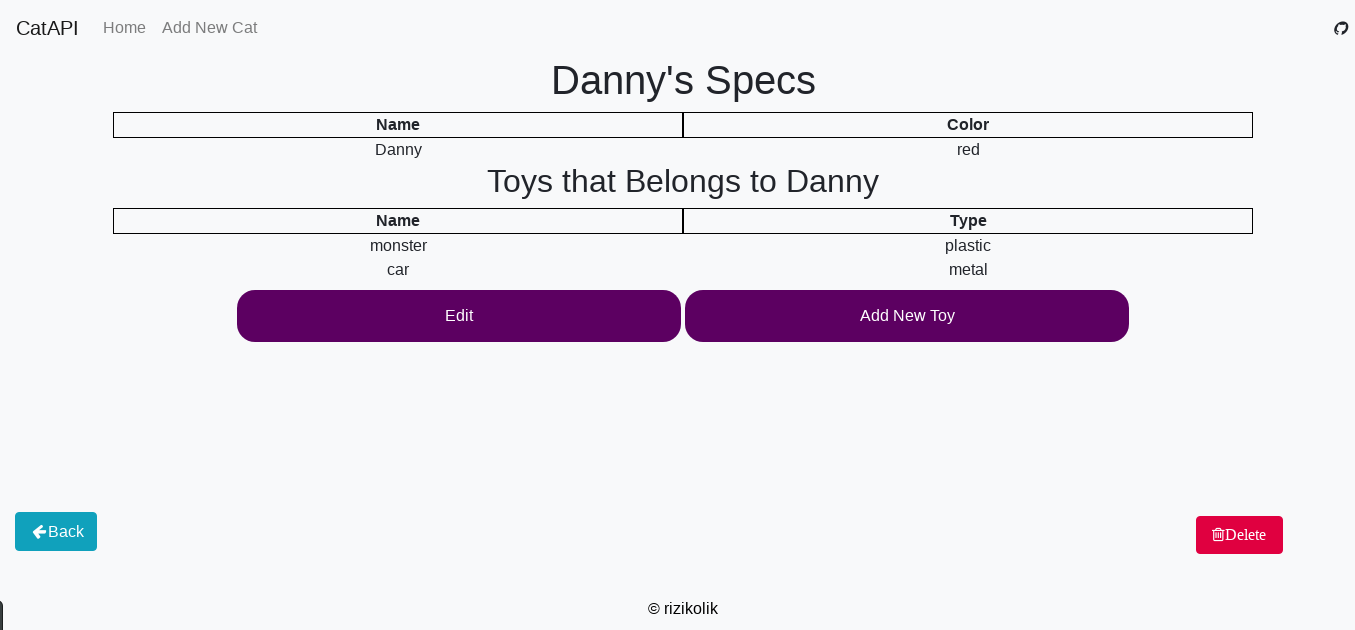 CatAPI Home Add New Cat
Danny's Specs
Name Color
Danny red
Toys that Belongs to Danny
Name Type
monster plastic
car metal
Edit Add New Toy
Back Delete
© rizikolik